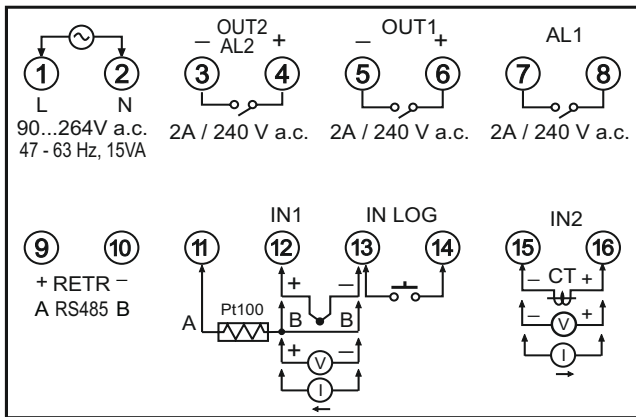 OUT2
AL2
− +
OUT1
− +
AL1
1 2 3 4 5 6 7 8
L N
90...264V a.c.
47 - 63 Hz, 15VA
2A / 240 V a.c.
2A / 240 V a.c.
2A / 240 V a.c.
IN1
IN LOG
IN2
9 10 11 12 13 14 15 16
+ RETR −
A RS485 B
+ −
− CT +
A Pt100 B B
− V +
+ V −
I
I